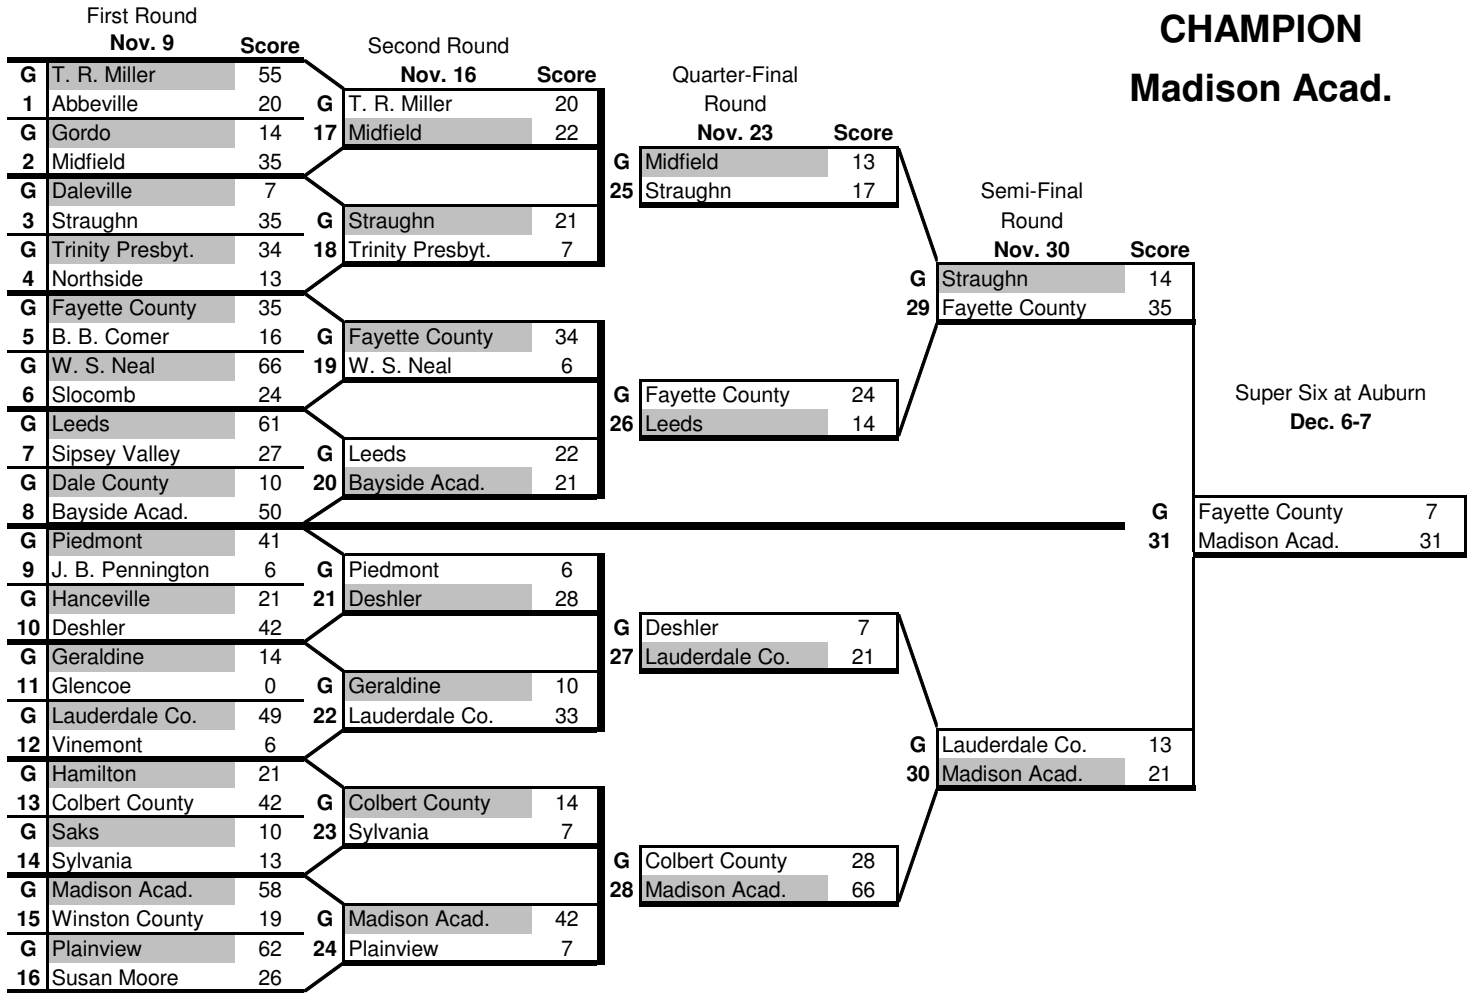 First Round
Nov. 9 Score
G T. R. Miller 55
1 Abbeville 20
G Gordo 14
2 Midfield 35
G Daleville 7
3 Straughn 35
G Trinity Presbyt. 34
4 Northside 13
G Fayette County 35
5 B. B. Comer 16
G W. S. Neal 66
6 Slocomb 24
G Leeds 61
7 Sipsey Valley 27
G Dale County 10
8 Bayside Acad. 50
G Piedmont 41
9 J. B. Pennington 6
G Hanceville 21
10 Deshler 42
G Geraldine 14
11 Glencoe 0
G Lauderdale Co. 49
12 Vinemont 6
G Hamilton 21
13 Colbert County 42
G Saks 10
14 Sylvania 13
G Madison Acad. 58
15 Winston County 19
G Plainview 62
16 Susan Moore 26
Second Round
Nov. 16 Score
G T. R. Miller 20
17 Midfield 22
G Straughn 21
18 Trinity Presbyt. 7
G Fayette County 34
19 W. S. Neal 6
G Leeds 22
20 Bayside Acad. 21
G Piedmont 6
21 Deshler 28
G Geraldine 10
22 Lauderdale Co. 33
G Colbert County 14
23 Sylvania 7
G Madison Acad. 42
24 Plainview 7
Quarter-Final
Round
Nov. 23 Score
G Midfield 13
25 Straughn 17
G Fayette County 24
26 Leeds 14
G Deshler 7
27 Lauderdale Co. 21
G Colbert County 28
28 Madison Acad. 66
Semi-Final
Round
Nov. 30 Score
G Straughn 14
29 Fayette County 35
G Lauderdale Co. 13
30 Madison Acad. 21
CHAMPION
Madison Acad.
Super Six at Auburn
Dec. 6-7
G Fayette County 7
31 Madison Acad. 31